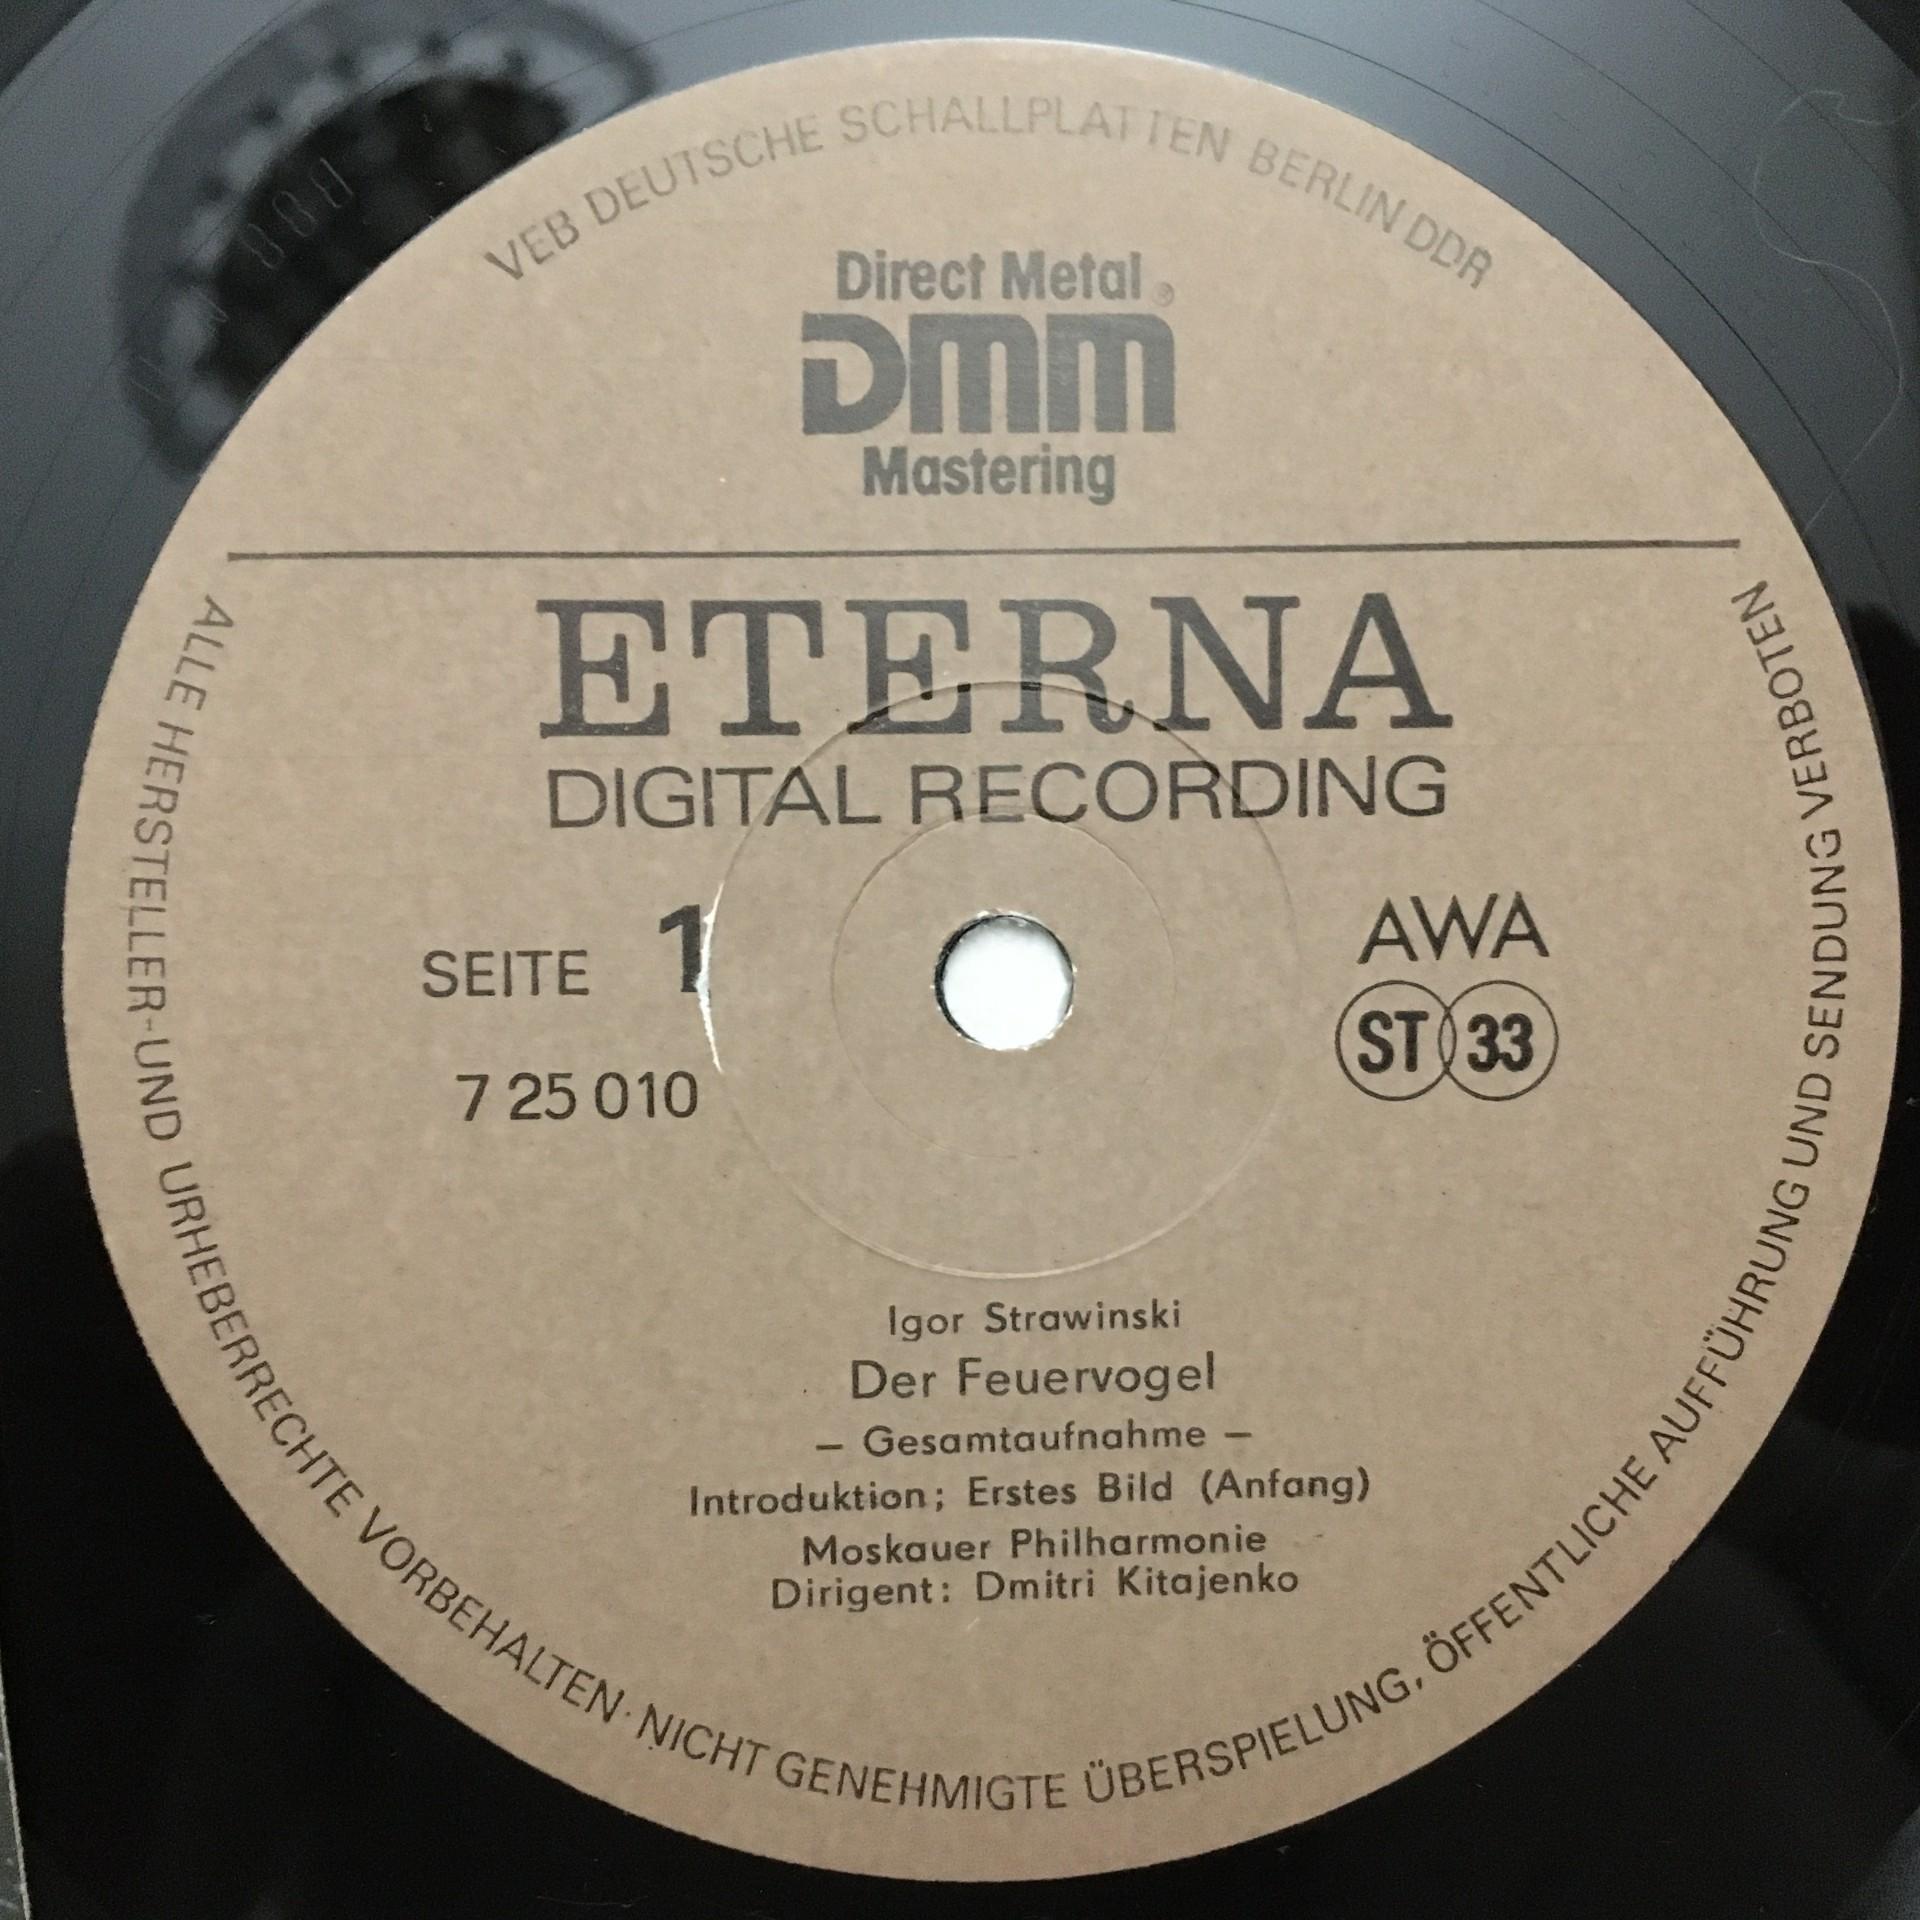 VEB DEUTSCHE SCHALLPLATTEN BERLIN DDR
Direct Metal ®
DMM
Mastering
ETERNA
DIGITAL RECORDING
SEITE 1
7 25 010
AWA
ST 33
Igor Strawinski
Der Feuervogel
– Gesamtaufnahme –
Introduktion; Erstes Bild (Anfang)
Moskauer Philharmonie
Dirigent: Dmitri Kitajenko
ALLE HERSTELLER-UND URHEBERRECHTE VORBEHALTEN · NICHT GENEHMIGTE ÜBERSPIELUNG, ÖFFENTLICHE AUFFÜHRUNG UND SENDUNG VERBOTEN